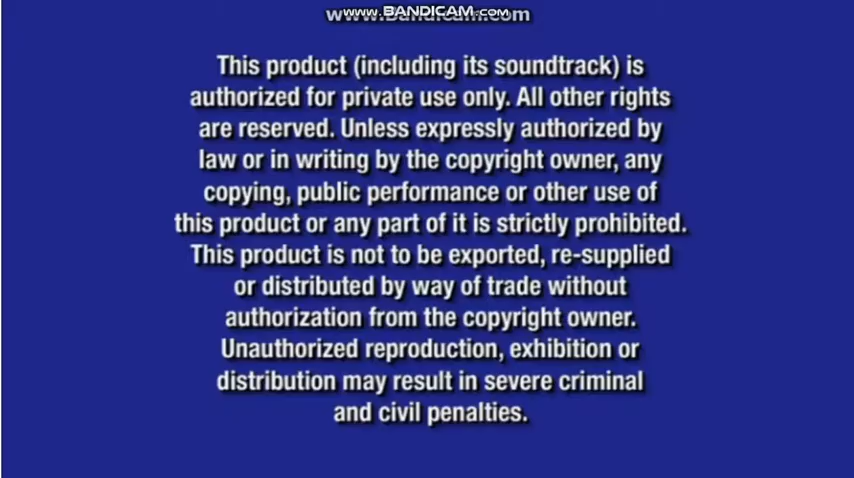 www.BANDICAM.com
This product (including its soundtrack) is
authorized for private use only. All other rights
are reserved. Unless expressly authorized by
law or in writing by the copyright owner, any
copying, public performance or other use of
this product or any part of it is strictly prohibited.
This product is not to be exported, re-supplied
or distributed by way of trade without
authorization from the copyright owner.
Unauthorized reproduction, exhibition or
distribution may result in severe criminal
and civil penalties.